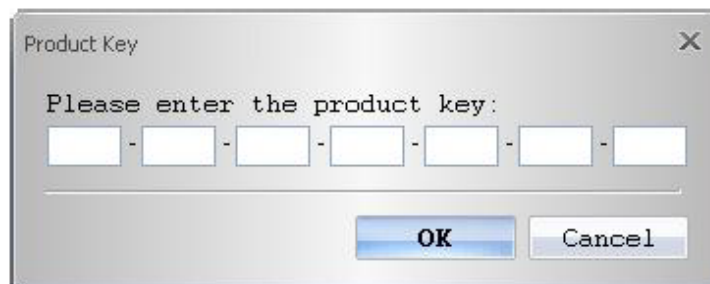 Product Key
Please enter the product key:
- - - - - -
OK Cancel